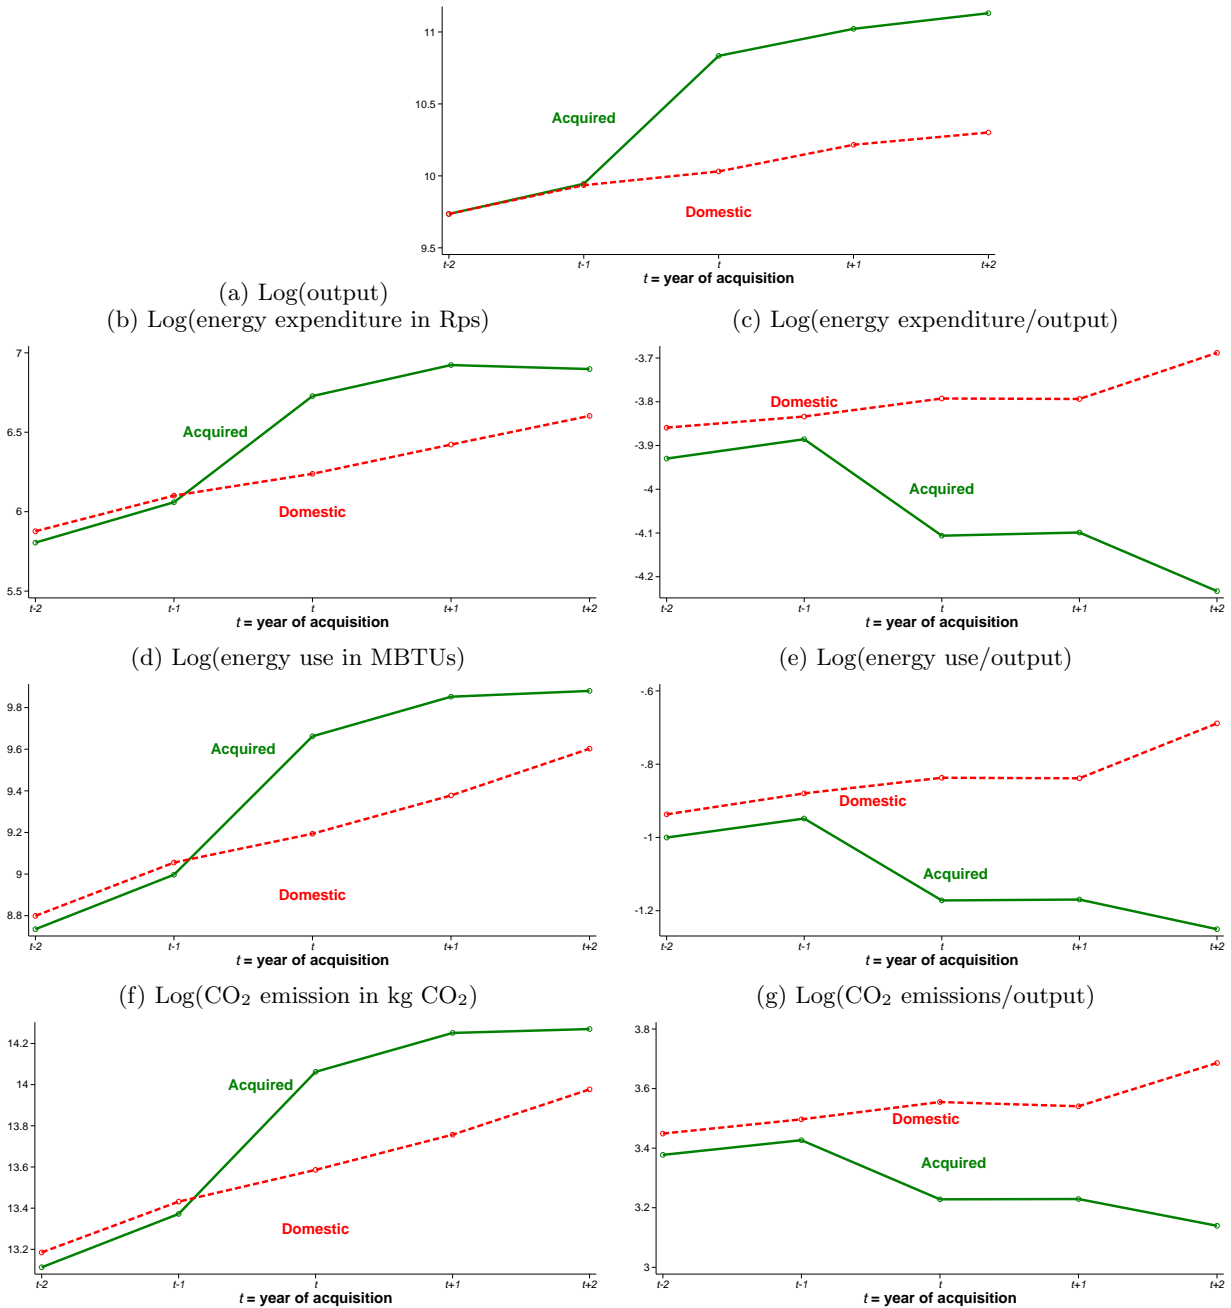 11
10.5
10
9.5
Acquired
Domestic
t-2 t-1 t t+1 t+2
t = year of acquisition
(a) Log(output)
(b) Log(energy expenditure in Rps)
7
6.5
6
5.5
Acquired
Domestic
t-2 t-1 t t+1 t+2
t = year of acquisition
(c) Log(energy expenditure/output)
-3.7
-3.8
-3.9
-4
-4.1
-4.2
Domestic
Acquired
t-2 t-1 t t+1 t+2
t = year of acquisition
(d) Log(energy use in MBTUs)
9.8
9.6
9.4
9.2
9
8.8
Acquired
Domestic
t-2 t-1 t t+1 t+2
t = year of acquisition
(e) Log(energy use/output)
-.6
-.8
-1
-1.2
Domestic
Acquired
t-2 t-1 t t+1 t+2
t = year of acquisition
(f) Log(CO₂ emission in kg CO₂)
14.2
14
13.8
13.6
13.4
13.2
Acquired
Domestic
t-2 t-1 t t+1 t+2
t = year of acquisition
(g) Log(CO₂ emissions/output)
3.8
3.6
3.4
3.2
3
Domestic
Acquired
t-2 t-1 t t+1 t+2
t = year of acquisition